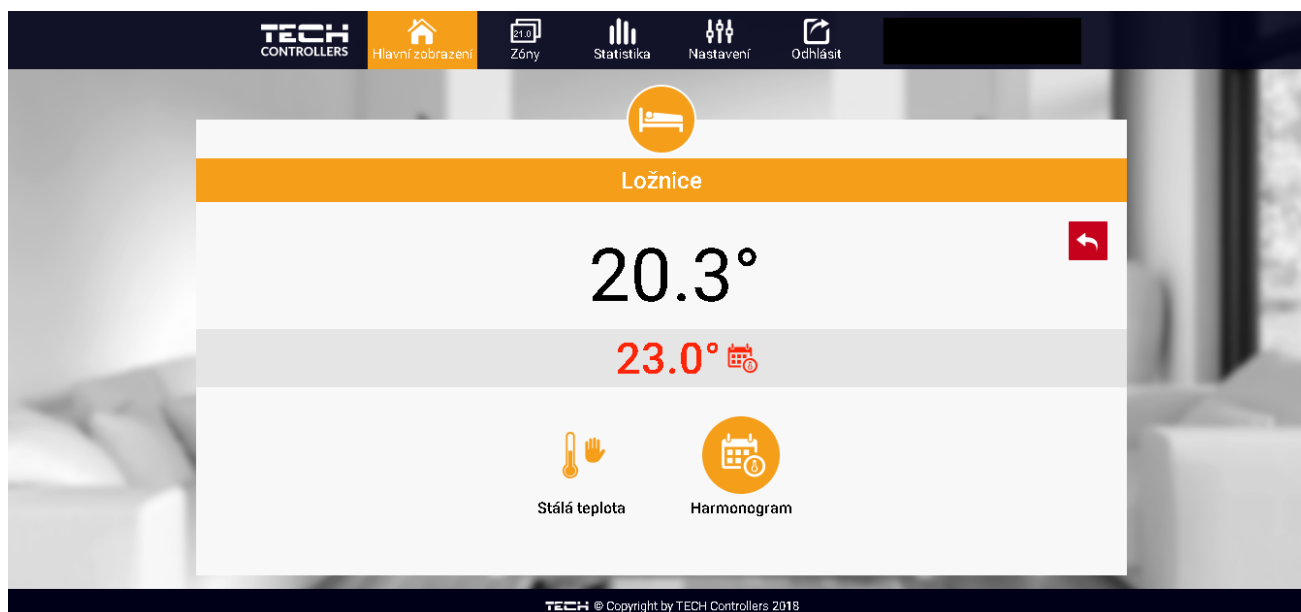 TECH
CONTROLLERS
Hlavní zobrazení
21.0
Zóny
Statistika
Nastavení
Odhlásit
Ložnice
20.3°
23.0°
Stálá teplota
Harmonogram
TECH © Copyright by TECH Controllers 2018